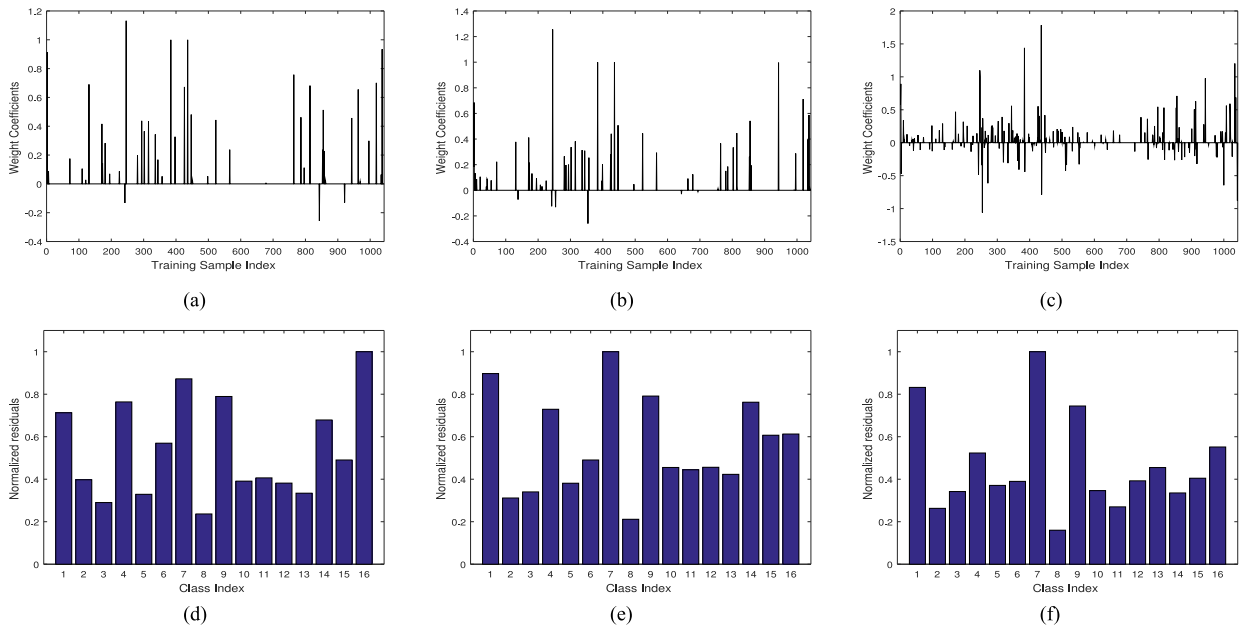 1.2
1
0.8
0.6
0.4
0.2
0
-0.2
-0.4
Weight Coefficients
0 100 200 300 400 500 600 700 800 900 1000
Training Sample Index
(a)
1.4
1.2
1
0.8
0.6
0.4
0.2
0
-0.2
-0.4
Weight Coefficients
0 100 200 300 400 500 600 700 800 900 1000
Training Sample Index
(b)
2
1.5
1
0.5
0
-0.5
-1
-1.5
Weight Coefficients
0 100 200 300 400 500 600 700 800 900 1000
Training Sample Index
(c)
1
0.8
0.6
0.4
0.2
0
Normalized residuals
1 2 3 4 5 6 7 8 9 10 11 12 13 14 15 16
Class Index
(d)
1
0.8
0.6
0.4
0.2
0
Normalized residuals
1 2 3 4 5 6 7 8 9 10 11 12 13 14 15 16
Class Index
(e)
1
0.8
0.6
0.4
0.2
0
Normalized residuals
1 2 3 4 5 6 7 8 9 10 11 12 13 14 15 16
Class Index
(f)